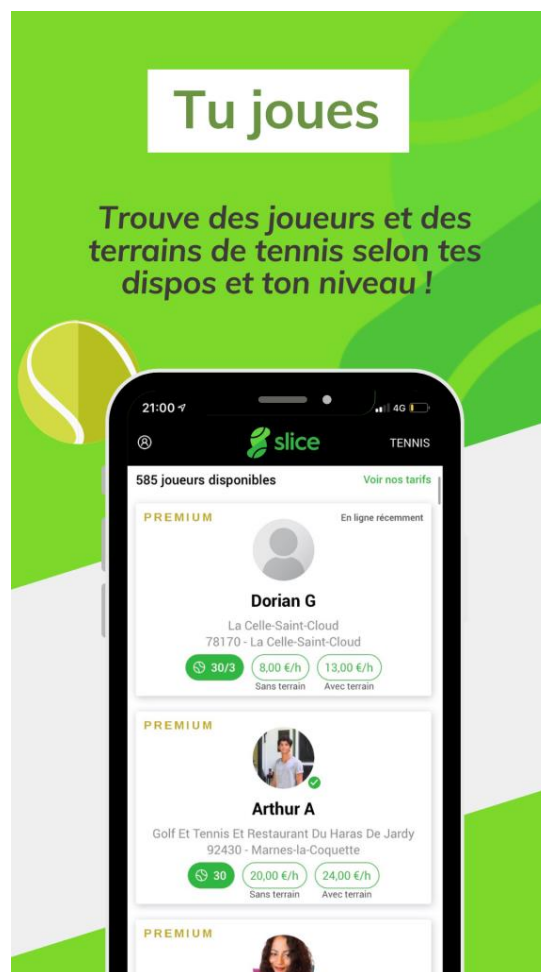 Tu joues
Trouve des joueurs et des
terrains de tennis selon tes
dispos et ton niveau !
21:00
4G
slice
TENNIS
585 joueurs disponibles
Voir nos tarifs
PREMIUM
En ligne récemment
Dorian G
La Celle-Saint-Cloud
78170 - La Celle-Saint-Cloud
30/3
8,00 €/h
13,00 €/h
Sans terrain
Avec terrain
PREMIUM
Arthur A
Golf Et Tennis Et Restaurant Du Haras De Jardy
92430 - Marnes-la-Coquette
30
20,00 €/h
24,00 €/h
Sans terrain
Avec terrain
PREMIUM